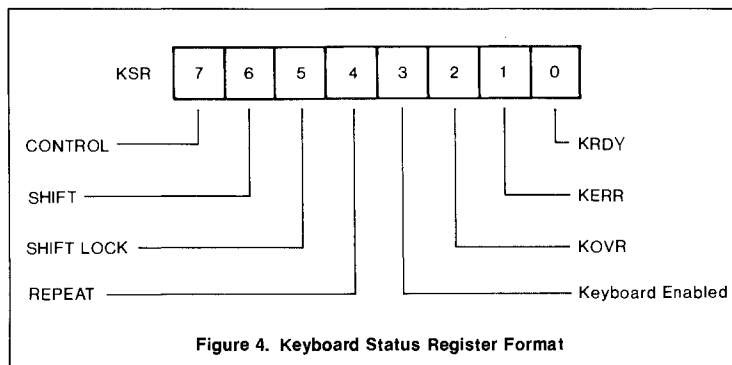 KSR 7 6 5 4 3 2 1 0
CONTROL KRDY
SHIFT KERR
SHIFT LOCK KOVR
REPEAT Keyboard Enabled
Figure 4. Keyboard Status Register Format